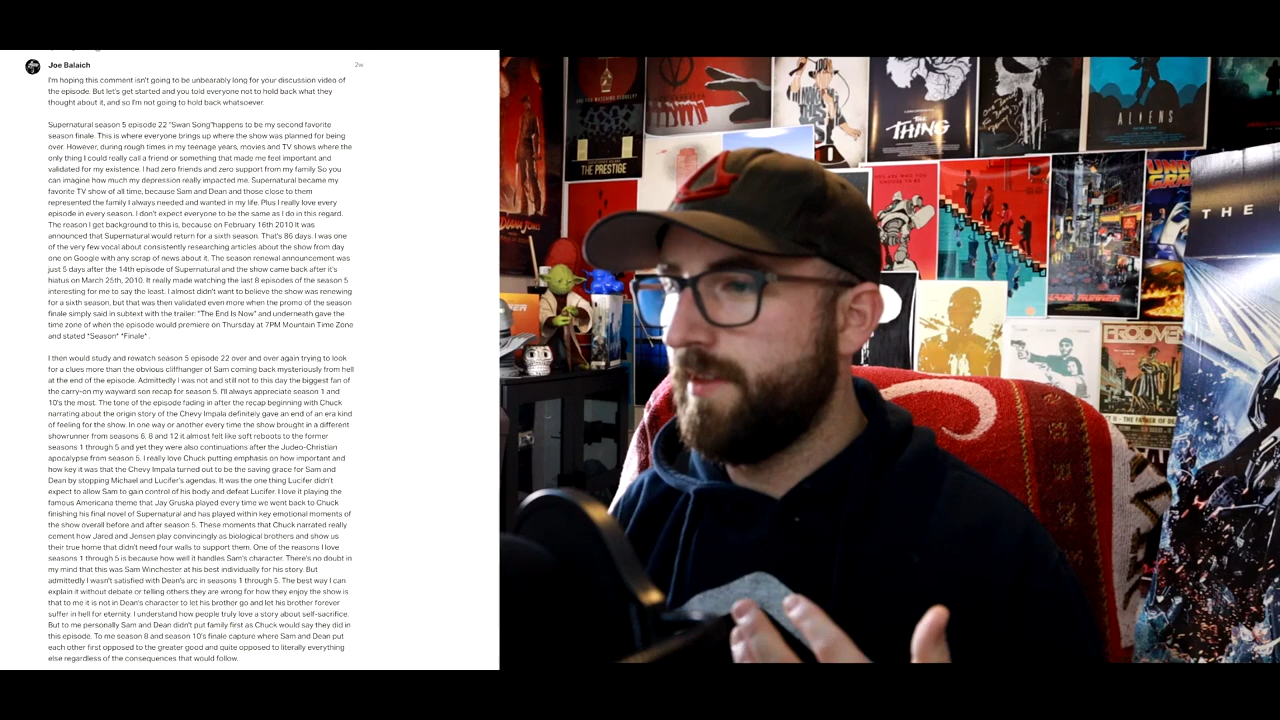 Joe Balaich
2w
I'm hoping this comment isn't going to be unbearably long for your discussion video of
the episode. But let's get started and you told everyone not to hold back what they
thought about it, and so I'm not going to hold back whatsoever.
Supernatural season 5 episode 22 "Swan Song"happens to be my second favorite
season finale. This is where everyone brings up where the show was planned for being
over. However, during rough times in my teenage years, movies and TV shows where the
only thing I could really call a friend or something that made me feel important and
validated for my existence. I had zero friends and zero support from my family So you
can imagine how much my depression really impacted me. Supernatural became my
favorite TV show of all time, because Sam and Dean and those close to them
represented the family I always needed and wanted in my life. Plus I really love every
episode in every season. I don't expect everyone to be the same as I do in this regard.
The reason I get background to this is, because on February 16th 2010 It was
announced that Supernatural would return for a sixth season. That's 86 days. I was one
of the very few vocal about consistently researching articles about the show from day
one on Google with any scrap of news about it. The season renewal announcement was
just 5 days after the 14th episode of Supernatural and the show came back after it's
hiatus on March 25th, 2010. It really made watching the last 8 episodes of the season 5
interesting for me to say the least. I almost didn't want to believe the show was renewing
for a sixth season, but that was then validated even more when the promo of the season
finale simply said in subtext with the trailer: "The End Is Now" and underneath gave the
time zone of when the episode would premiere on Thursday at 7PM Mountain Time Zone
and stated *Season* *Finale* .
I then would study and rewatch season 5 episode 22 over and over again trying to look
for a clues more than the obvious cliffhanger of Sam coming back mysteriously from hell
at the end of the episode. Admittedly I was not and still not to this day the biggest fan of
the carry-on my wayward son recap for season 5. I'll always appreciate season 1 and
10's the most. The tone of the episode fading in after the recap beginning with Chuck
narrating about the origin story of the Chevy Impala definitely gave an end of an era kind
of feeling for the show. In one way or another every time the show brought in a different
showrunner from seasons 6, 8 and 12 it almost felt like soft reboots to the former
seasons 1 through 5 and yet they were also continuations after the Judeo-Christian
apocalypse from season 5. I really love Chuck putting emphasis on how important and
how key it was that the Chevy Impala turned out to be the saving grace for Sam and
Dean by stopping Michael and Lucifer's agendas. It was the one thing Lucifer didn't
expect to allow Sam to gain control of his body and defeat Lucifer. I love it playing the
famous Americana theme that Jay Gruska played every time we went back to Chuck
finishing his final novel of Supernatural and has played within key emotional moments of
the show overall before and after season 5. These moments that Chuck narrated really
cement how Jared and Jensen play convincingly as biological brothers and show us
their true home that didn't need four walls to support them. One of the reasons I love
seasons 1 through 5 is because how well it handles Sam's character. There's no doubt in
my mind that this was Sam Winchester at his best individually for his story. But
admittedly I wasn't satisfied with Dean's arc in seasons 1 through 5. The best way I can
explain it without debate or telling others they are wrong for how they enjoy the show is
that to me it is not in Dean's character to let his brother go and let his brother forever
suffer in hell for eternity. I understand how people truly love a story about self-sacrifice.
But to me personally Sam and Dean didn't put family first as Chuck would say they did in
this episode. To me season 8 and season 10's finale capture where Sam and Dean put
each other first opposed to the greater good and quite opposed to literally everything
else regardless of the consequences that would follow.
ARE YOU WATCHING CLOSELY?
THE PRESTIGE
THE THING
ALIENS
INDIANA JONES
YOU ARE WHO YOU
CHOOSE TO BE
BLADE RUNNER
THE